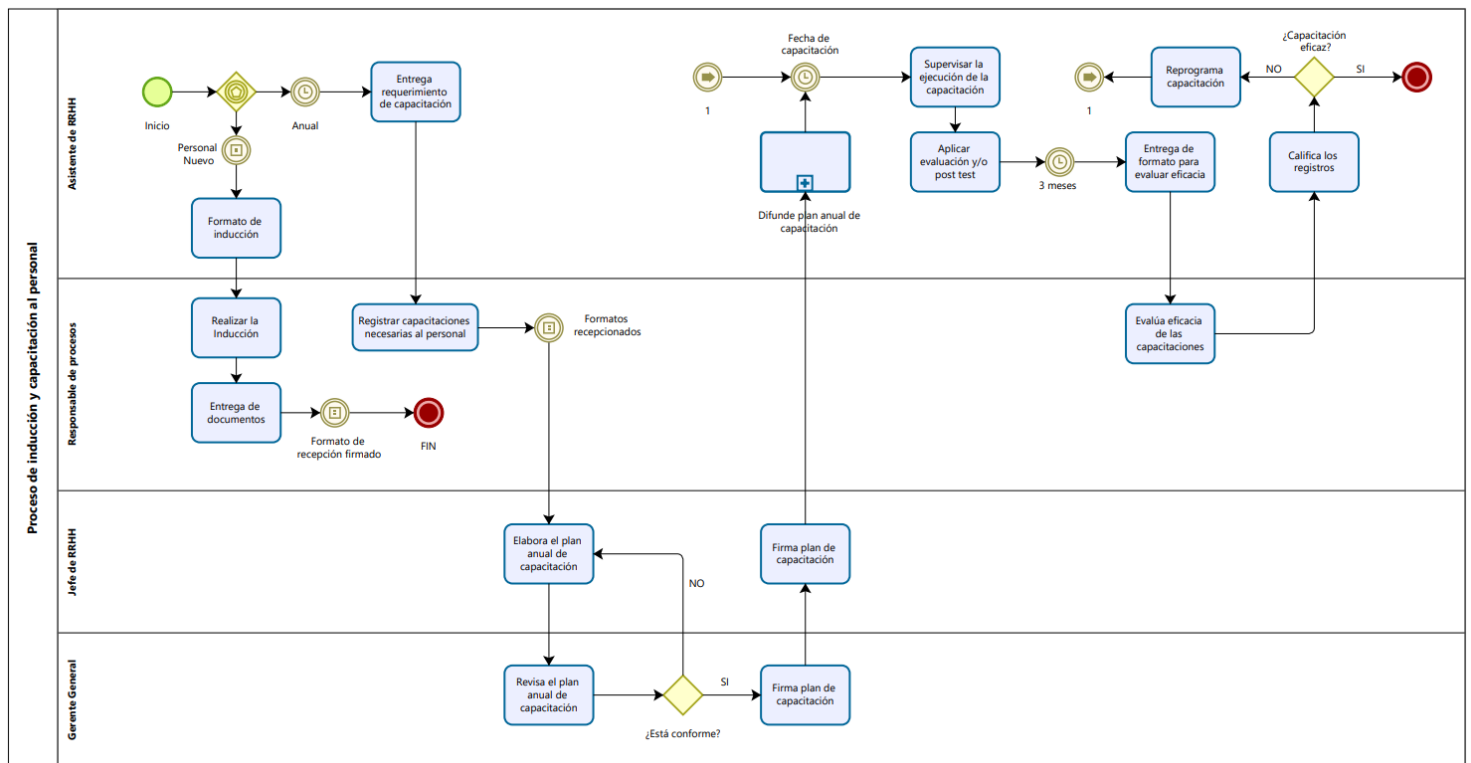 Proceso de inducción y capacitación al personal
Asistente de RRHH
Inicio
Personal
Nuevo
Anual
Entrega
requerimiento
de capacitación
Formato de
inducción
1
Fecha de
capacitación
Difunde plan anual de
capacitación
Supervisar la
ejecución de la
capacitación
Aplicar
evaluación y/o
post test
3 meses
Entrega de
formato para
evaluar eficacia
1
Reprograma
capacitación
NO
¿Capacitación
eficaz?
SI
Califica los
registros
Responsable de procesos
Realizar la
Inducción
Entrega de
documentos
Formato de
recepción firmado
FIN
Registrar capacitaciones
necesarias al personal
Formatos
recepcionados
Evalúa eficacia
de las
capacitaciones
Jefe de RRHH
Elabora el plan
anual de
capacitación
NO
Firma plan de
capacitación
Gerente General
Revisa el plan
anual de
capacitación
¿Está conforme?
SI
Firma plan de
capacitación